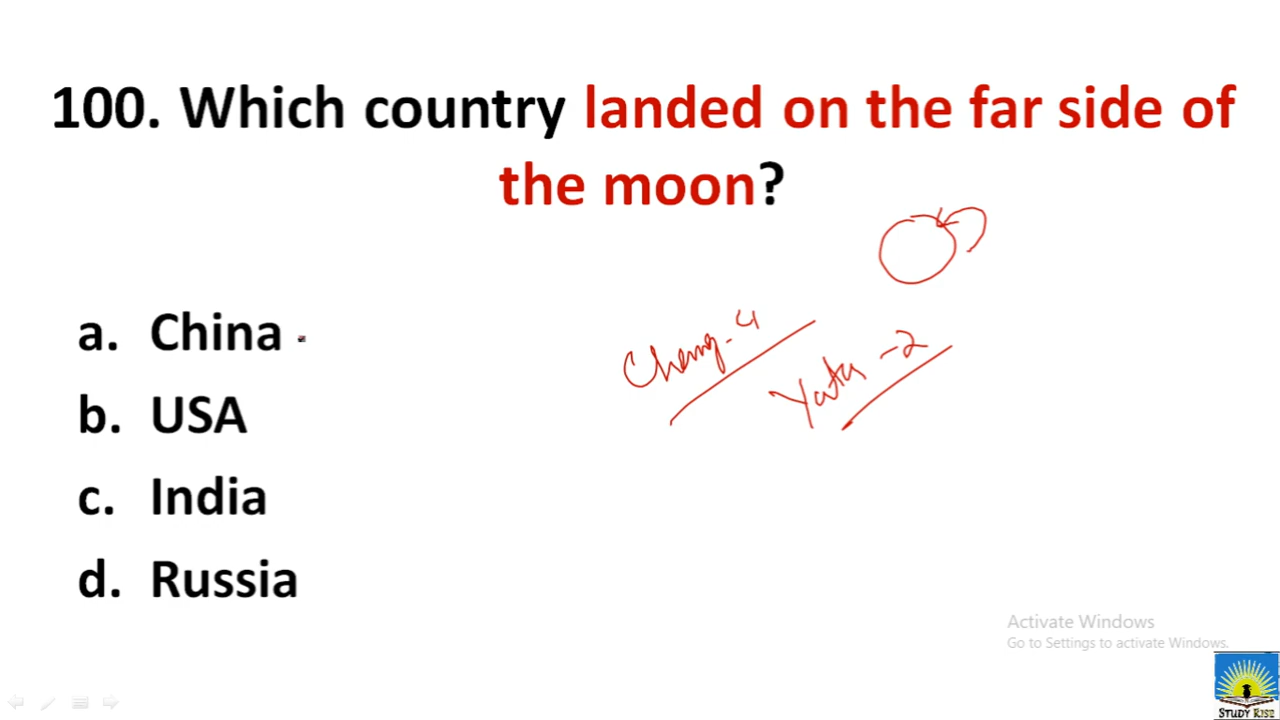 100. Which country landed on the far side of
the moon?
a. China
b. USA
c. India
d. Russia
Chang-4
Yutu-2
Activate Windows
Go to Settings to activate Windows.
STUDY RISE